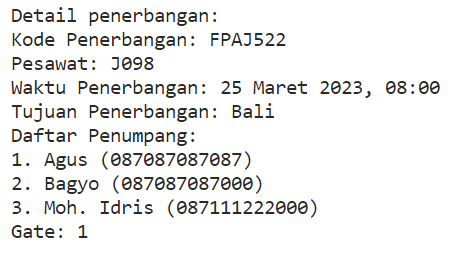 Detail penerbangan:
Kode Penerbangan: FPAJ522
Pesawat: J098
Waktu Penerbangan: 25 Maret 2023, 08:00
Tujuan Penerbangan: Bali
Daftar Penumpang:
1. Agus (087087087087)
2. Bagyo (087087087000)
3. Moh. Idris (087111222000)
Gate: 1